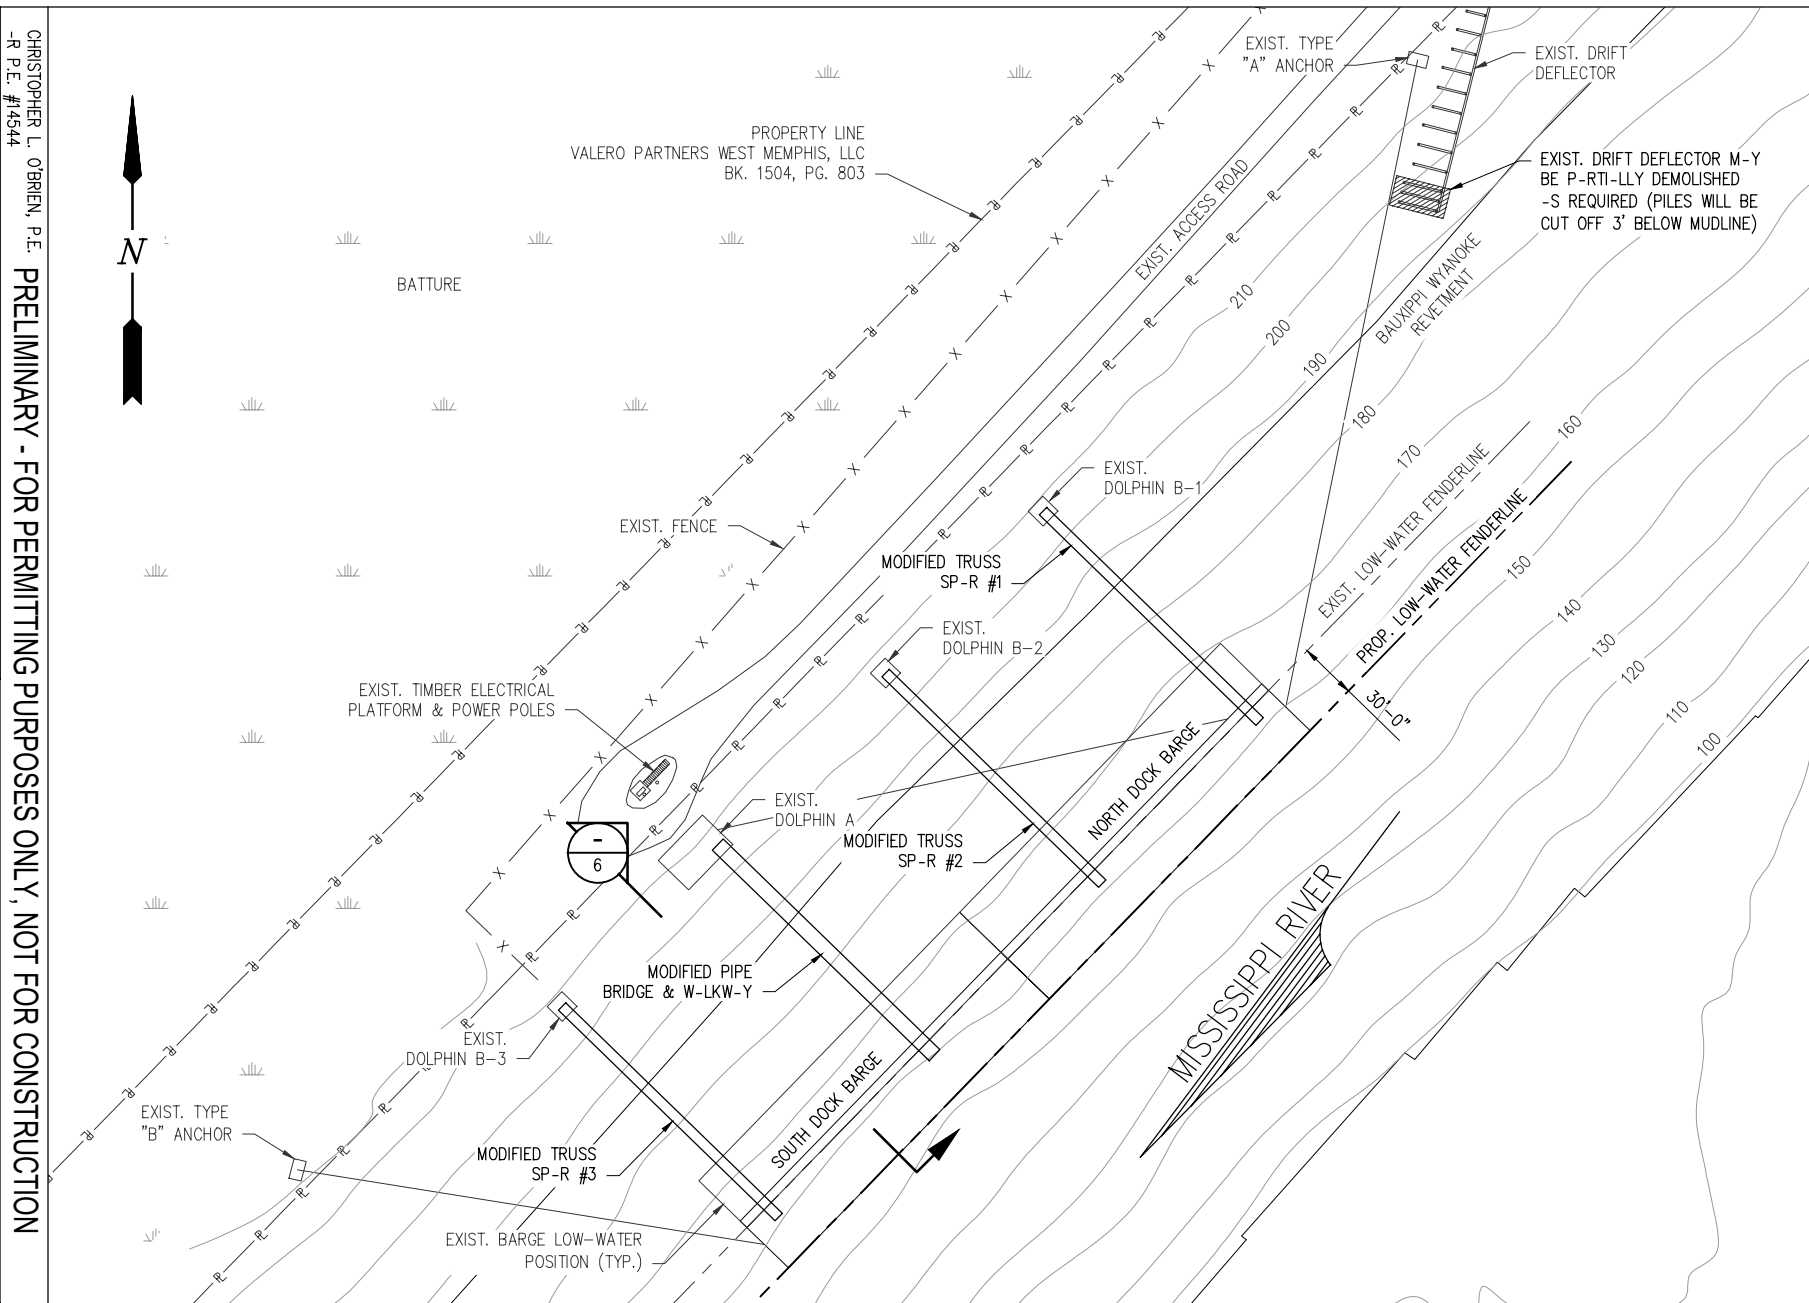 CHRISTOPHER L. O'BRIEN, P.E.
-R P.E. #14544
PRELIMINARY - FOR PERMITTING PURPOSES ONLY, NOT FOR CONSTRUCTION
N
BATTURE
PROPERTY LINE
VALERO PARTNERS WEST MEMPHIS, LLC
BK. 1504, PG. 803
EXIST. TYPE
"A" ANCHOR
EXIST. DRIFT
DEFLECTOR
EXIST. DRIFT DEFLECTOR M-Y
BE P-RTI-LLY DEMOLISHED
-S REQUIRED (PILES WILL BE
CUT OFF 3' BELOW MUDLINE)
EXIST. ACCESS ROAD
BAUXIPPI WYANOKE
REVETMENT
210
200
190
180
170
160
150
140
130
120
110
100
EXIST. FENCE
EXIST.
DOLPHIN B-1
MODIFIED TRUSS
SP-R #1
EXIST. LOW-WATER FENDERLINE
PROP. LOW-WATER FENDERLINE
30'-0"
EXIST.
DOLPHIN B-2
EXIST. TIMBER ELECTRICAL
PLATFORM & POWER POLES
EXIST.
DOLPHIN A
MODIFIED TRUSS
SP-R #2
NORTH DOCK BARGE
-
6
MISSISSIPPI RIVER
MODIFIED PIPE
BRIDGE & W-LKW-Y
EXIST.
DOLPHIN B-3
SOUTH DOCK BARGE
EXIST. TYPE
"B" ANCHOR
MODIFIED TRUSS
SP-R #3
EXIST. BARGE LOW-WATER
POSITION (TYP.)